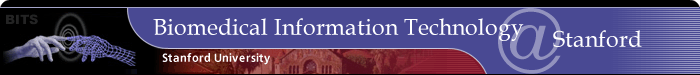 BITS
Biomedical Information Technology @ Stanford
Stanford University